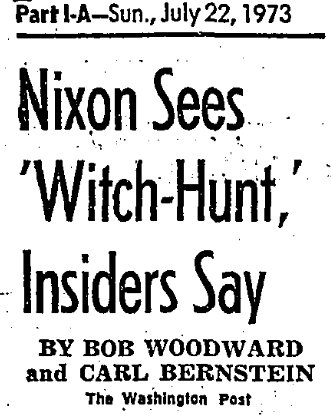 Part I-A—Sun., July 22, 1973
Nixon Sees
'Witch-Hunt,'
Insiders Say
BY BOB WOODWARD
and CARL BERNSTEIN
The Washington Post